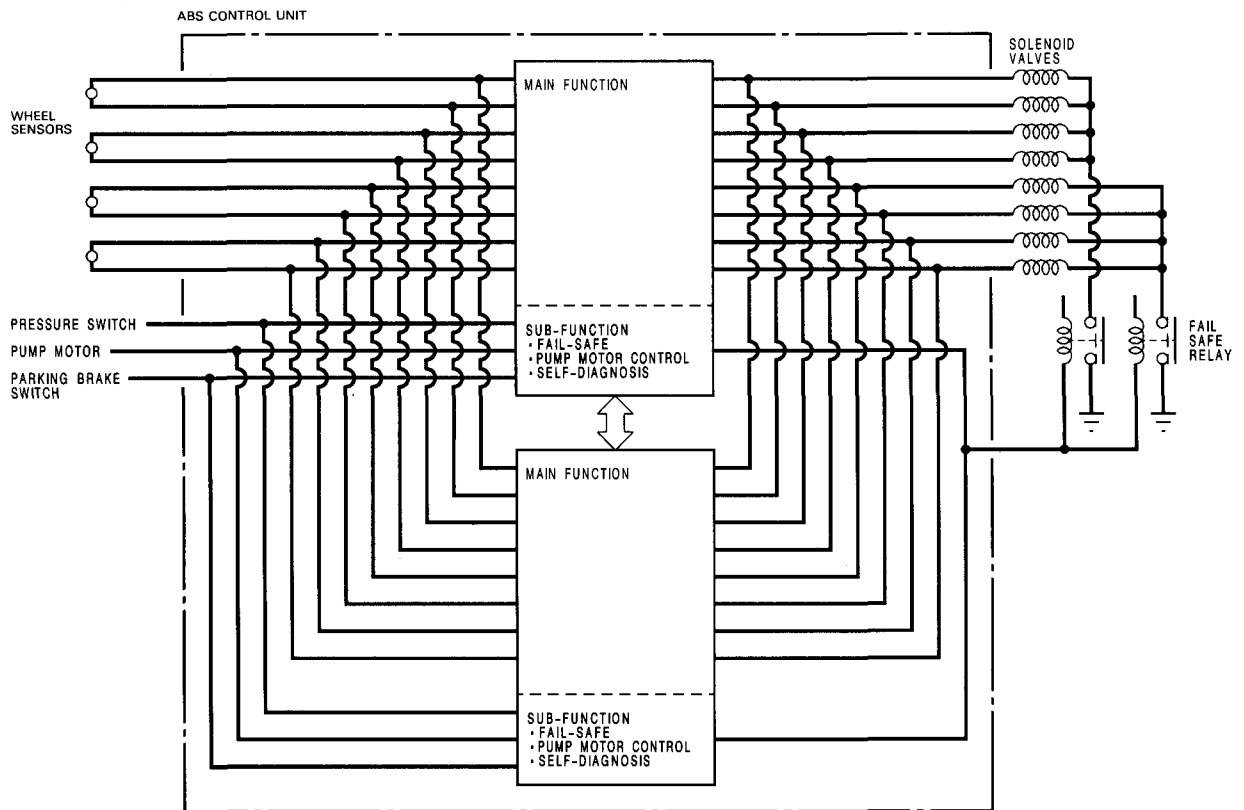 ABS CONTROL UNIT
SOLENOID
VALVES
MAIN FUNCTION
WHEEL
SENSORS
PRESSURE SWITCH
PUMP MOTOR
PARKING BRAKE
SWITCH
SUB-FUNCTION
• FAIL-SAFE
• PUMP MOTOR CONTROL
• SELF-DIAGNOSIS
FAIL
SAFE
RELAY
MAIN FUNCTION
SUB-FUNCTION
• FAIL-SAFE
• PUMP MOTOR CONTROL
• SELF-DIAGNOSIS